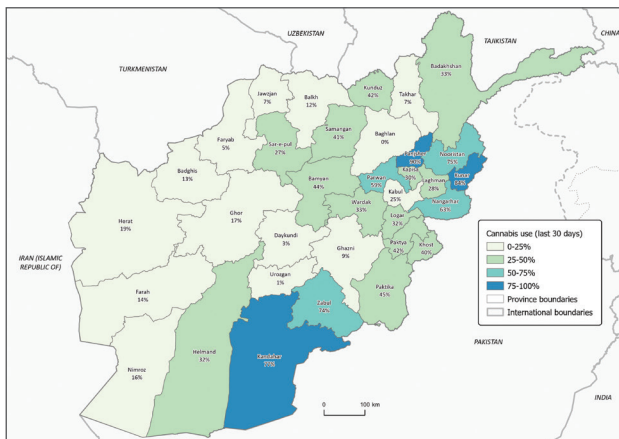 UZBEKISTAN
TAJIKISTAN
CHINA
TURKMENISTAN
Badakhshan
33%
Jawzjan
7%
Balkh
12%
Kunduz
42%
Takhar
7%
Faryab
5%
Samangan
41%
Baghlan
0%
Sar-e-pul
27%
Panjsher
Nooristan
75%
Badghis
13%
Bamyan
44%
Parwan
59%
Kapisa
30%
Kunar
Laghman
28%
Kabul
25%
Nangarhar
63%
Herat
19%
Ghor
17%
Wardak
33%
Logar
32%
Daykundi
3%
Ghazni
9%
Paktya
42%
Khost
40%
IRAN (ISLAMIC
REPUBLIC OF)
Urozgan
1%
Farah
14%
Paktika
45%
Zabul
74%
Helmand
32%
Kandahar
77%
Nimroz
16%
Cannabis use (last 30 days)
0-25%
25-50%
50-75%
75-100%
Province boundaries
International boundaries
PAKISTAN
INDIA
0 100 km